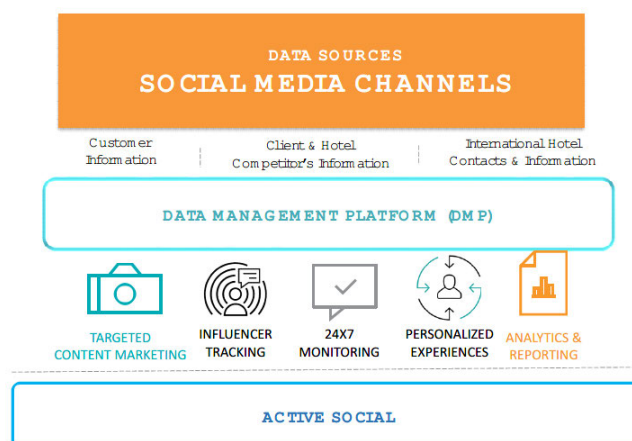 DATA SOURCES
SOCIAL MEDIA CHANNELS
Customer
Information
Client & Hotel
Competitor's Information
International Hotel
Contacts & Information
DATA MANAGEMENT PLATFORM (DMP)
TARGETED
CONTENT MARKETING
INFLUENCER
TRACKING
24X7
MONITORING
PERSONALIZED
EXPERIENCES
ANALYTICS &
REPORTING
ACTIVE SOCIAL